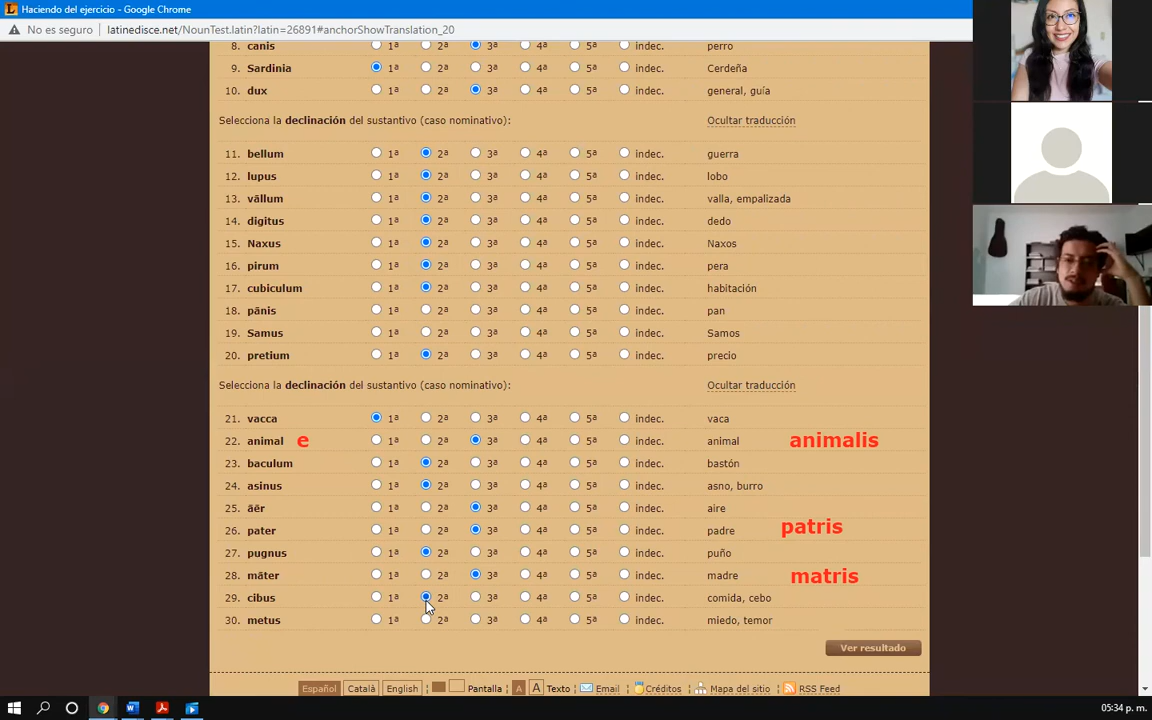 Haciendo del ejercicio - Google Chrome
No es seguro latinedisce.net/NounTest.latin?latin=26891#anchorShowTranslation_20
8. canis 1ª 2ª 3ª 4ª 5ª indec. perro
9. Sardinia 1ª 2ª 3ª 4ª 5ª indec. Cerdeña
10. dux 1ª 2ª 3ª 4ª 5ª indec. general, guía
Selecciona la declinación del sustantivo (caso nominativo): Ocultar traducción
11. bellum 1ª 2ª 3ª 4ª 5ª indec. guerra
12. lupus 1ª 2ª 3ª 4ª 5ª indec. lobo
13. vāllum 1ª 2ª 3ª 4ª 5ª indec. valla, empalizada
14. digitus 1ª 2ª 3ª 4ª 5ª indec. dedo
15. Naxus 1ª 2ª 3ª 4ª 5ª indec. Naxos
16. pirum 1ª 2ª 3ª 4ª 5ª indec. pera
17. cubiculum 1ª 2ª 3ª 4ª 5ª indec. habitación
18. pānis 1ª 2ª 3ª 4ª 5ª indec. pan
19. Samus 1ª 2ª 3ª 4ª 5ª indec. Samos
20. pretium 1ª 2ª 3ª 4ª 5ª indec. precio
Selecciona la declinación del sustantivo (caso nominativo): Ocultar traducción
21. vacca 1ª 2ª 3ª 4ª 5ª indec. vaca
22. animal e 1ª 2ª 3ª 4ª 5ª indec. animal animalis
23. baculum 1ª 2ª 3ª 4ª 5ª indec. bastón
24. asinus 1ª 2ª 3ª 4ª 5ª indec. asno, burro
25. āēr 1ª 2ª 3ª 4ª 5ª indec. aire
26. pater 1ª 2ª 3ª 4ª 5ª indec. padre patris
27. pugnus 1ª 2ª 3ª 4ª 5ª indec. puño
28. māter 1ª 2ª 3ª 4ª 5ª indec. madre matris
29. cibus 1ª 2ª 3ª 4ª 5ª indec. comida, cebo
30. metus 1ª 2ª 3ª 4ª 5ª indec. miedo, temor
Ver resultado
Español Català English Pantalla A A Texto Email Créditos Mapa del sitio RSS Feed
05:34 p. m.